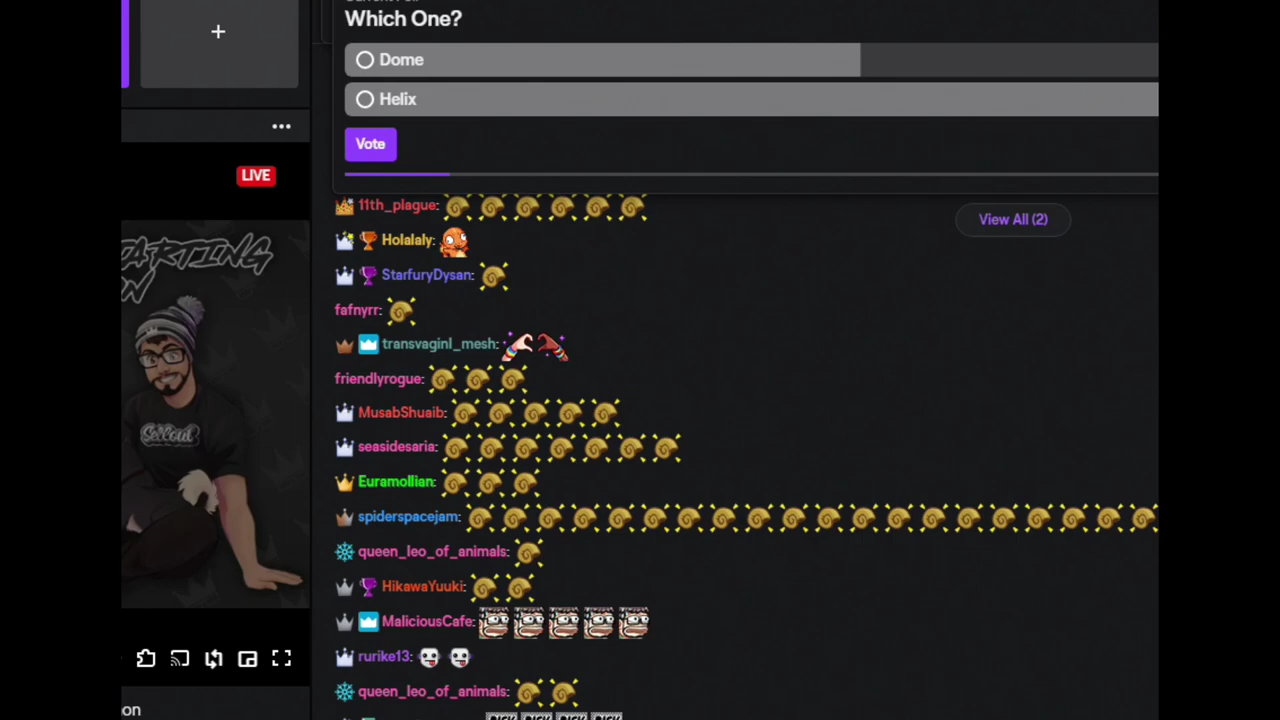 Which One?
Dome
Helix
Vote
LIVE
11th_plague:
View All (2)
Holalaly:
StarfuryDysan:
fafnyrr:
transvaginl_mesh:
friendlyrogue:
MusabShuaib:
seasidesaria:
Euramollian:
spiderspacejam:
queen_leo_of_animals:
HikawaYuuki:
MaliciousCafe:
rurike13:
queen_leo_of_animals:
Sellout